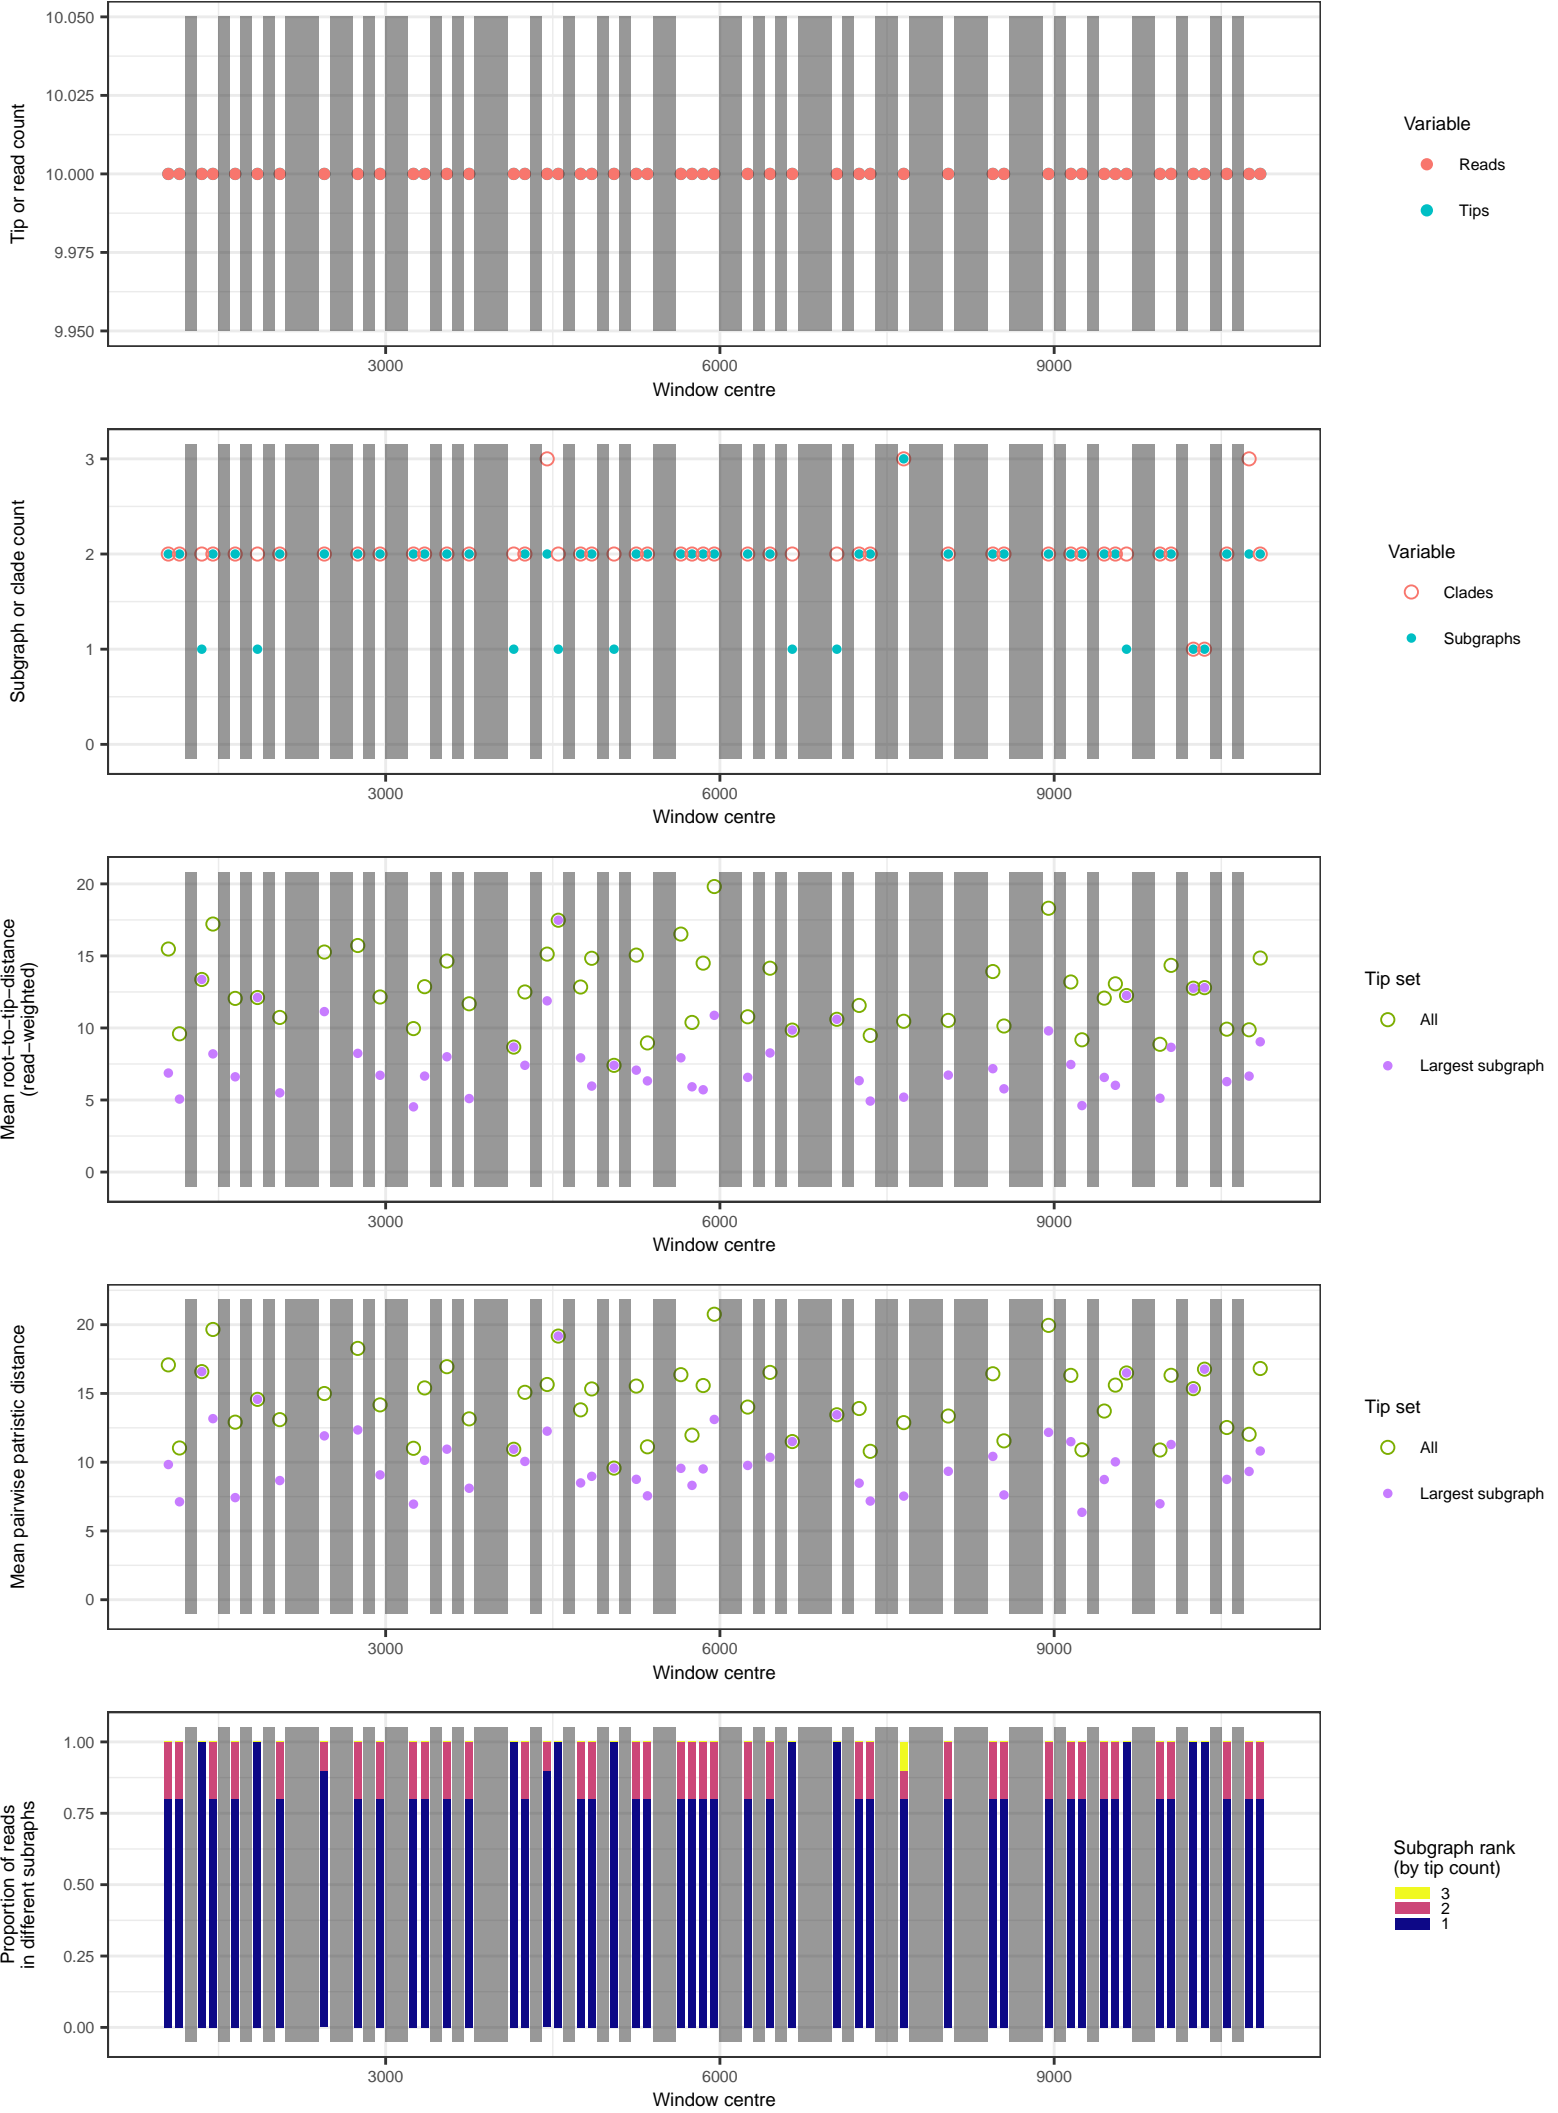 10.050
10.025
10.000
9.975
9.950
Tip or read count
3000
6000
9000
Window centre
Variable
Reads
Tips
3
2
1
0
Subgraph or clade count
3000
6000
9000
Window centre
Variable
Clades
Subgraphs
20
15
10
5
0
Mean root−to−tip−distance
(read−weighted)
3000
6000
9000
Window centre
Tip set
All
Largest subgraph
20
15
10
5
0
Mean pairwise patristic distance
3000
6000
9000
Window centre
Tip set
All
Largest subgraph
1.00
0.75
0.50
0.25
0.00
Proportion of reads
in different subraphs
3000
6000
9000
Window centre
Subgraph rank
(by tip count)
3
2
1